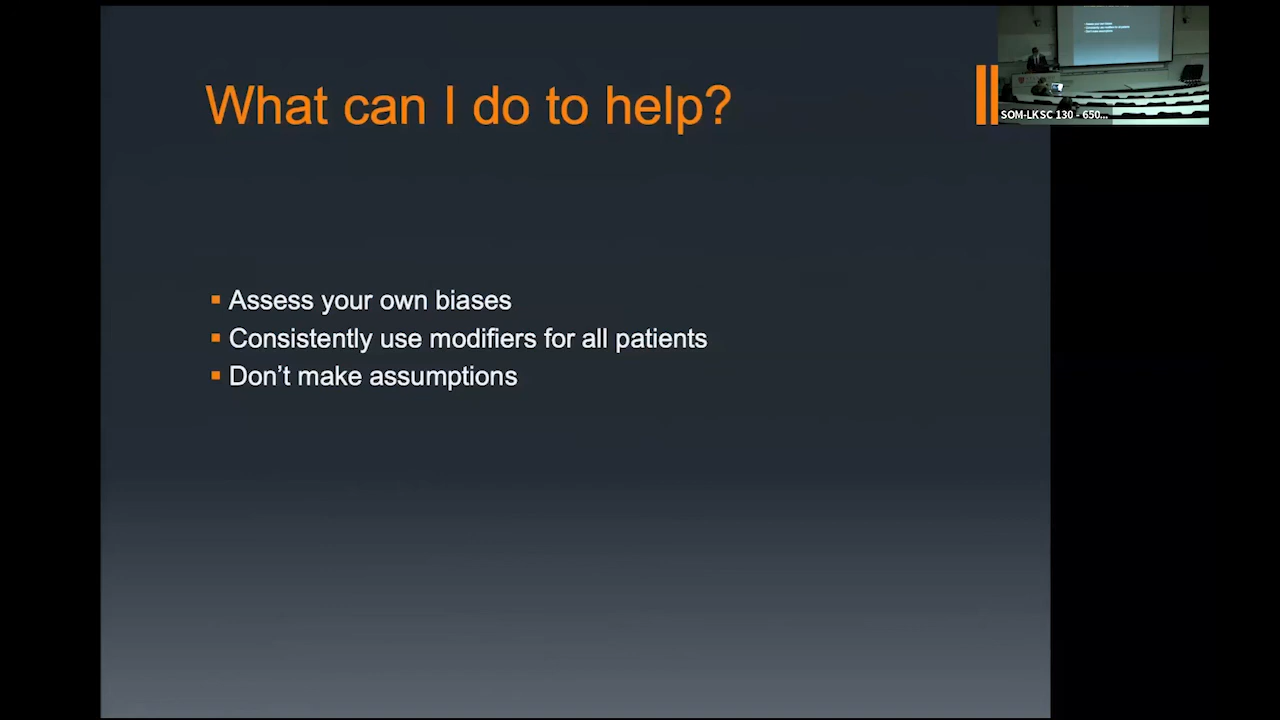 What can I do to help?
SOM-LKSC 130 - 650...
Assess your own biases
Consistently use modifiers for all patients
Don't make assumptions